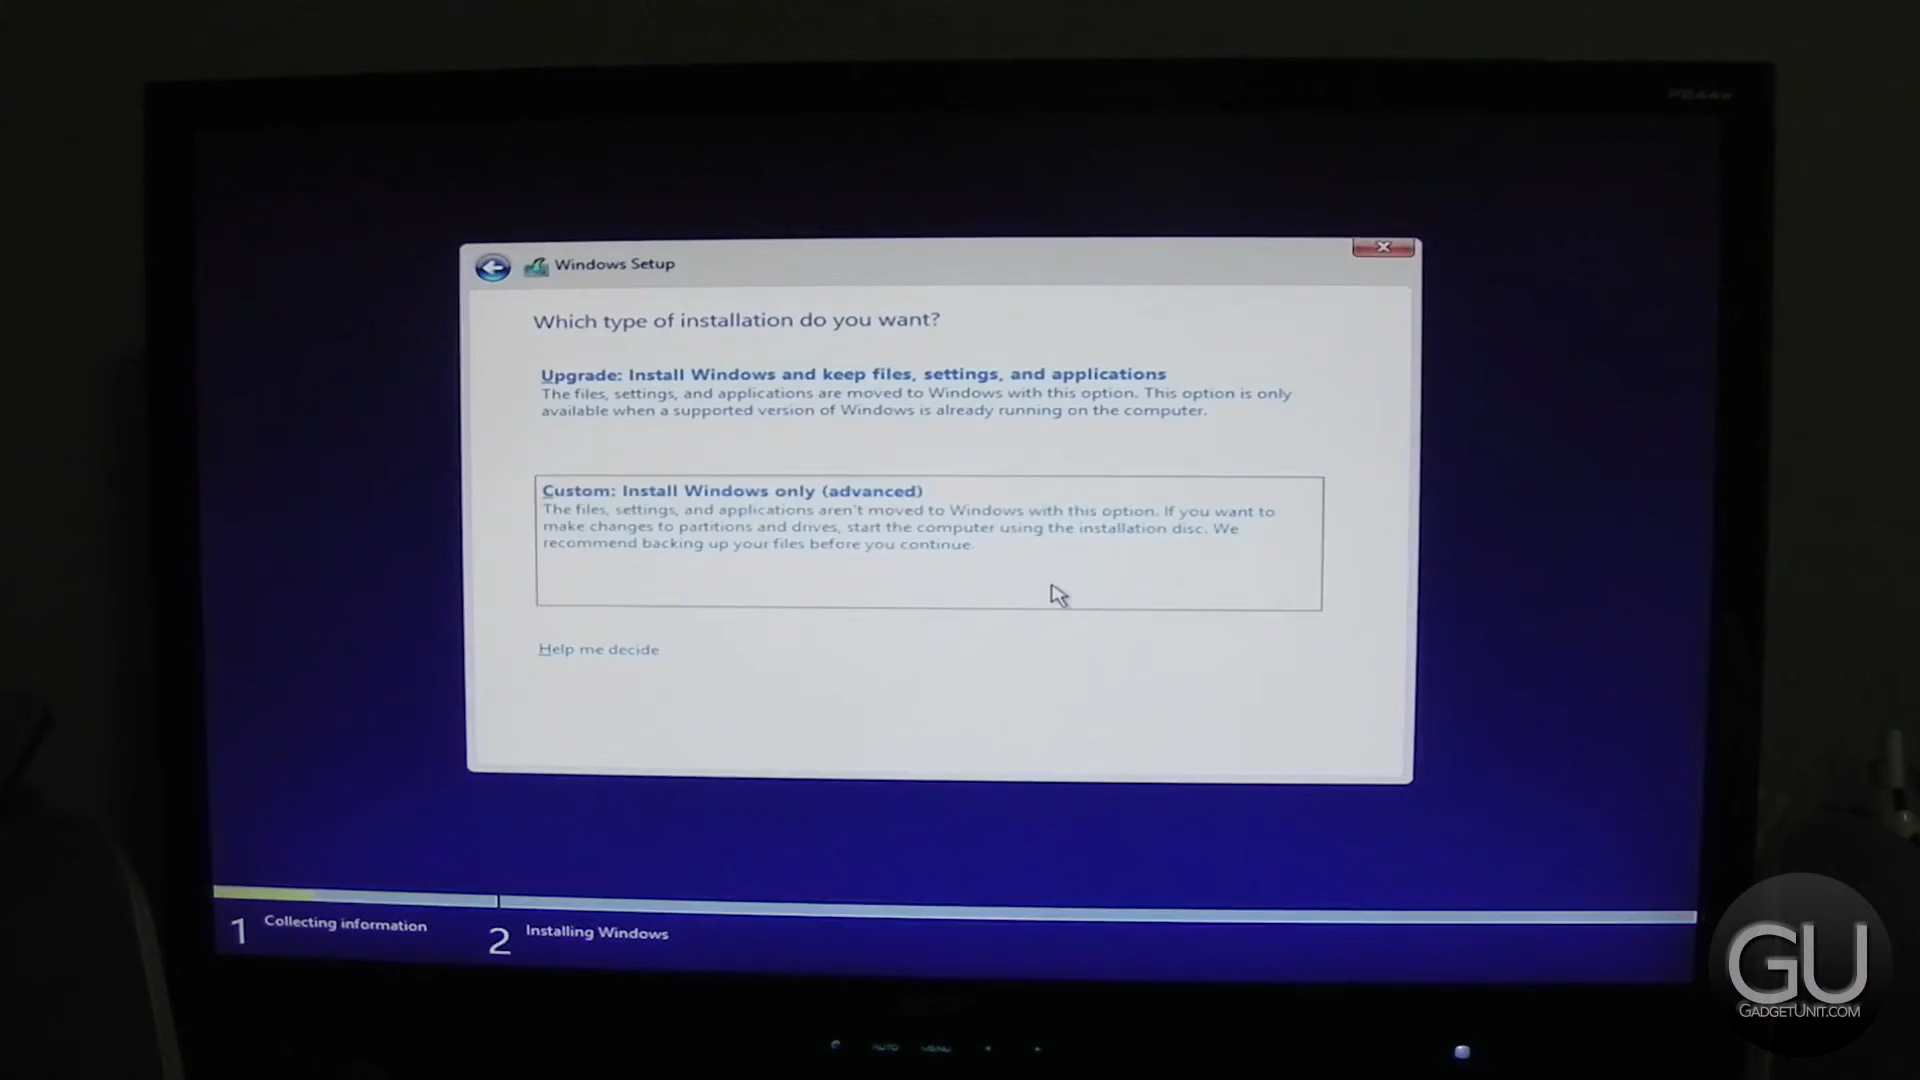 Windows Setup
Which type of installation do you want?
Upgrade: Install Windows and keep files, settings, and applications
The files, settings, and applications are moved to Windows with this option. This option is only
available when a supported version of Windows is already running on the computer.
Custom: Install Windows only (advanced)
The files, settings, and applications aren't moved to Windows with this option. If you want to
make changes to partitions and drives, start the computer using the installation disc. We
recommend backing up your files before you continue.
Help me decide
1 Collecting information
2 Installing Windows
AUTO MENU
GU
GADGETUNIT.COM